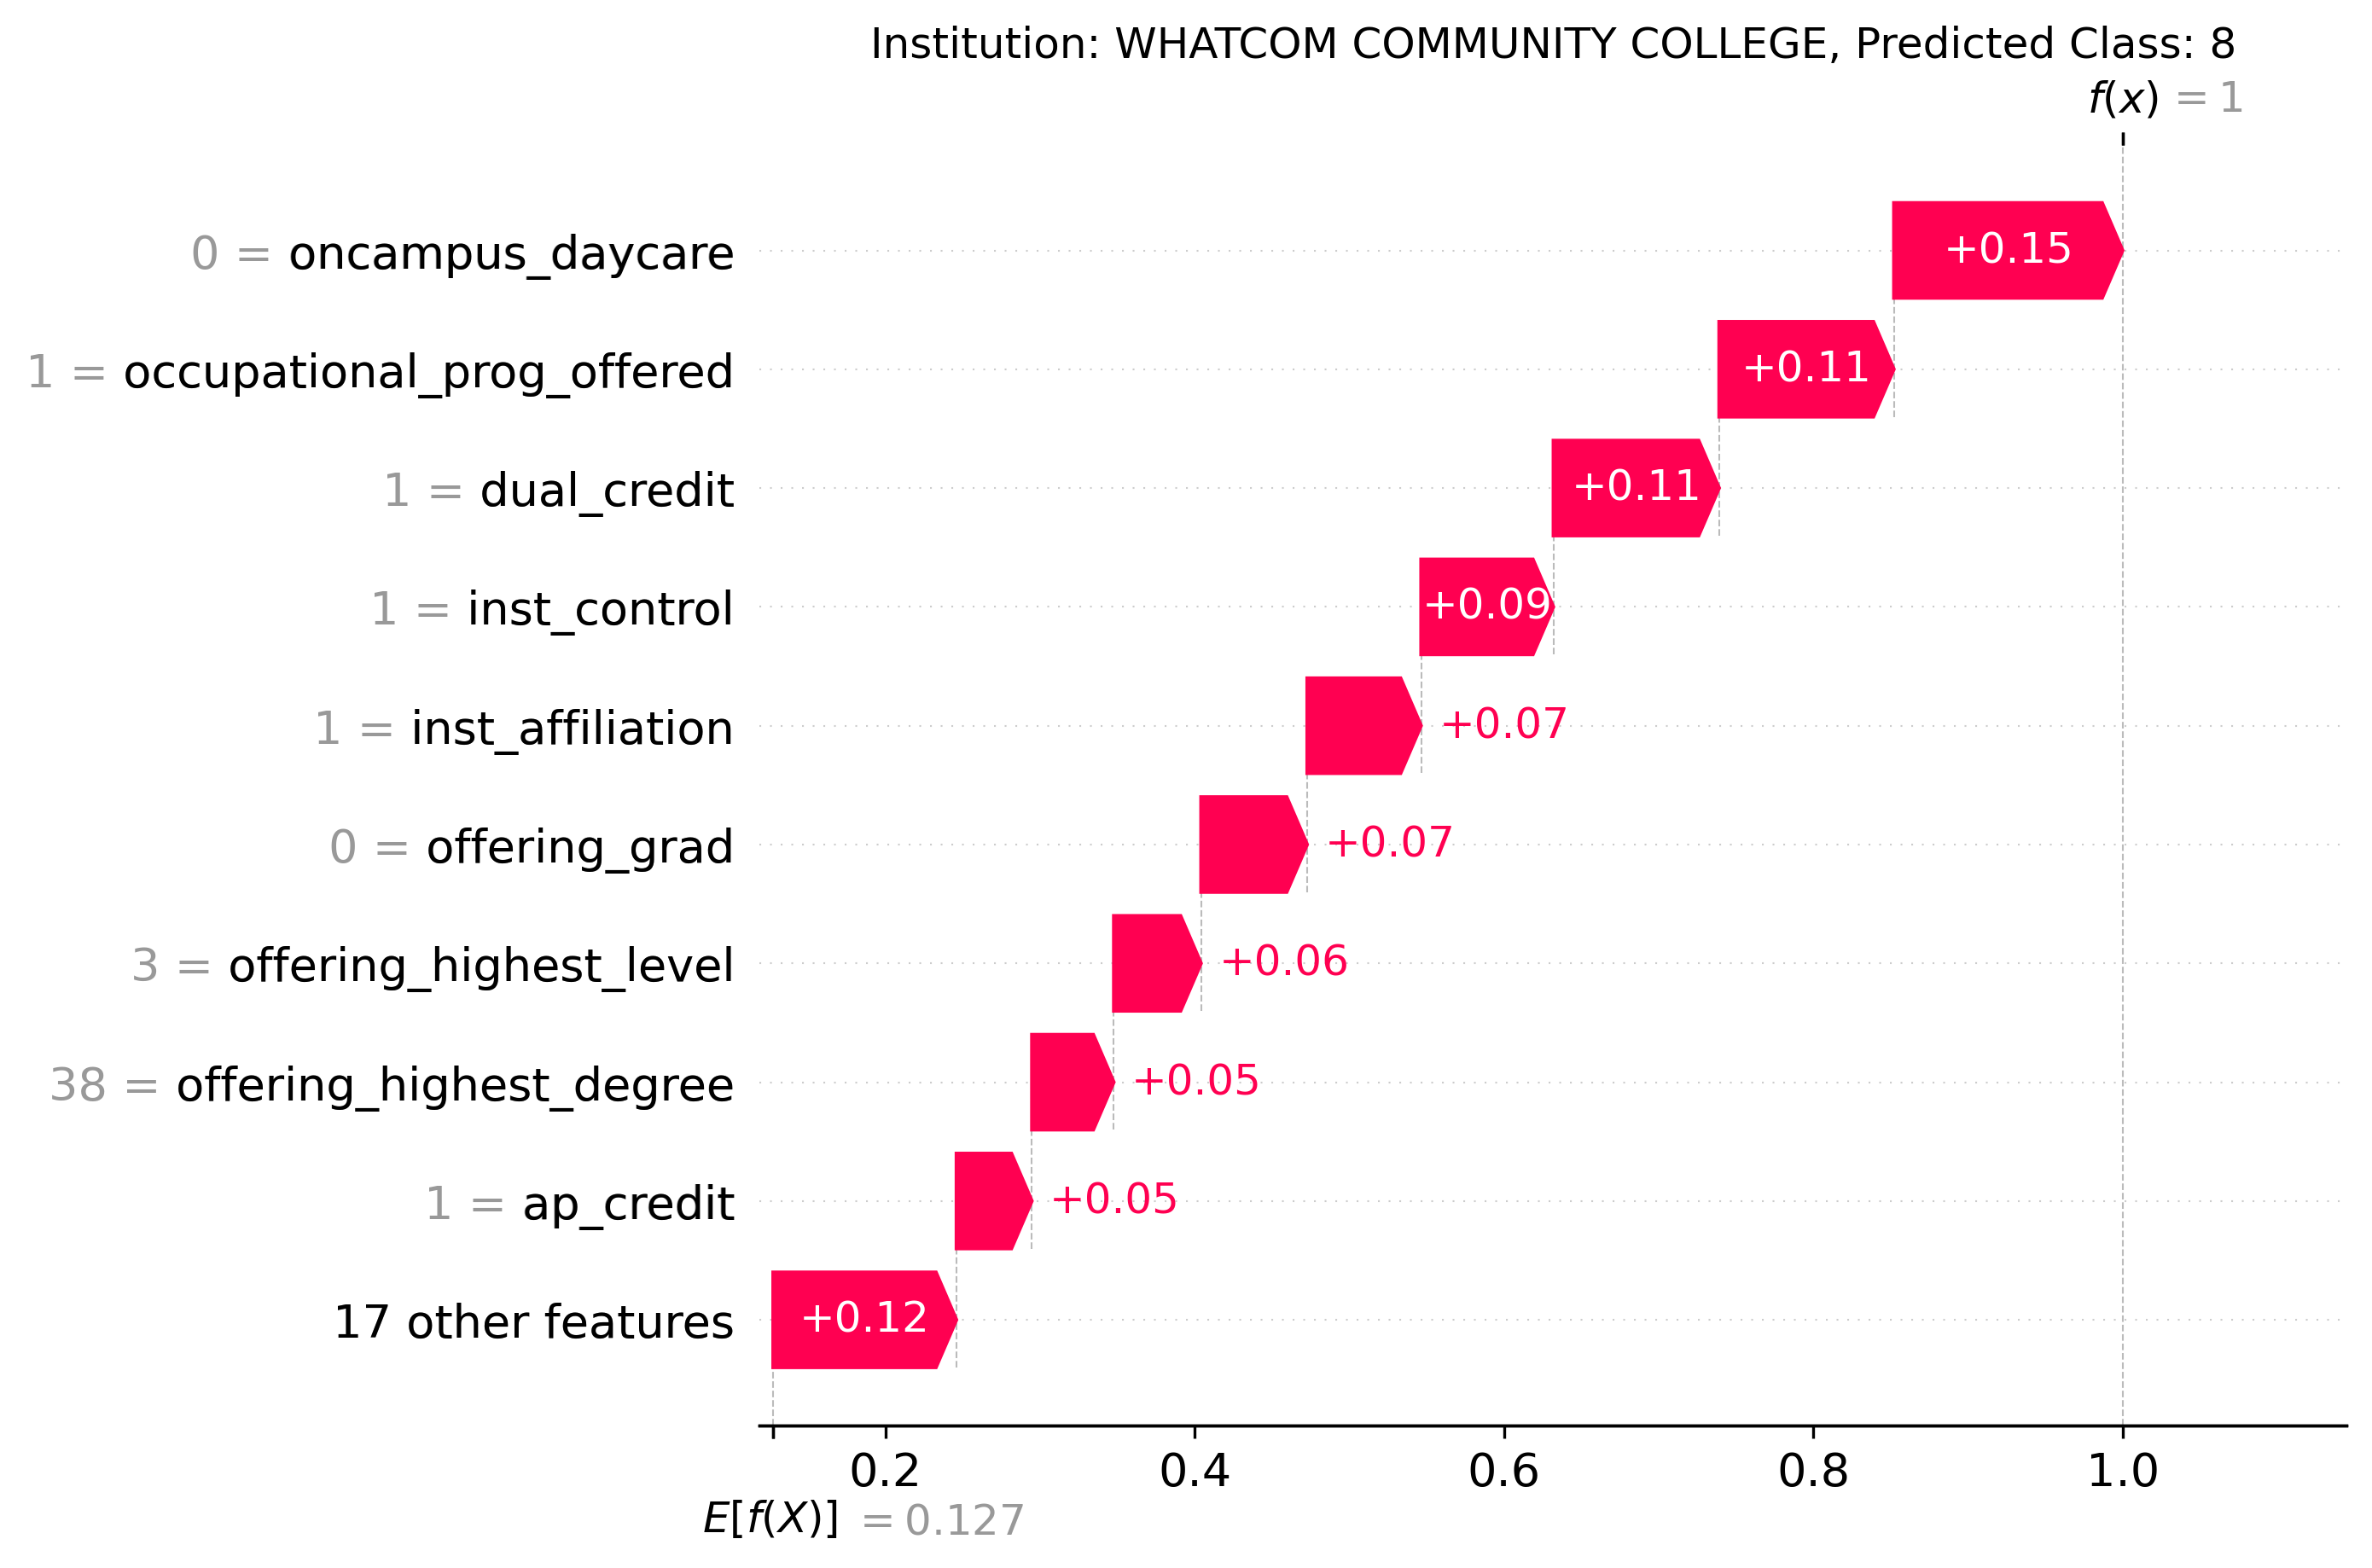 Institution: WHATCOM COMMUNITY COLLEGE, Predicted Class: 8
f(x) = 1
0 = oncampus_daycare +0.15
1 = occupational_prog_offered +0.11
1 = dual_credit +0.11
1 = inst_control +0.09
1 = inst_affiliation +0.07
0 = offering_grad +0.07
3 = offering_highest_level +0.06
38 = offering_highest_degree +0.05
1 = ap_credit +0.05
17 other features +0.12
0.2 0.4 0.6 0.8 1.0
E[f(X)] = 0.127